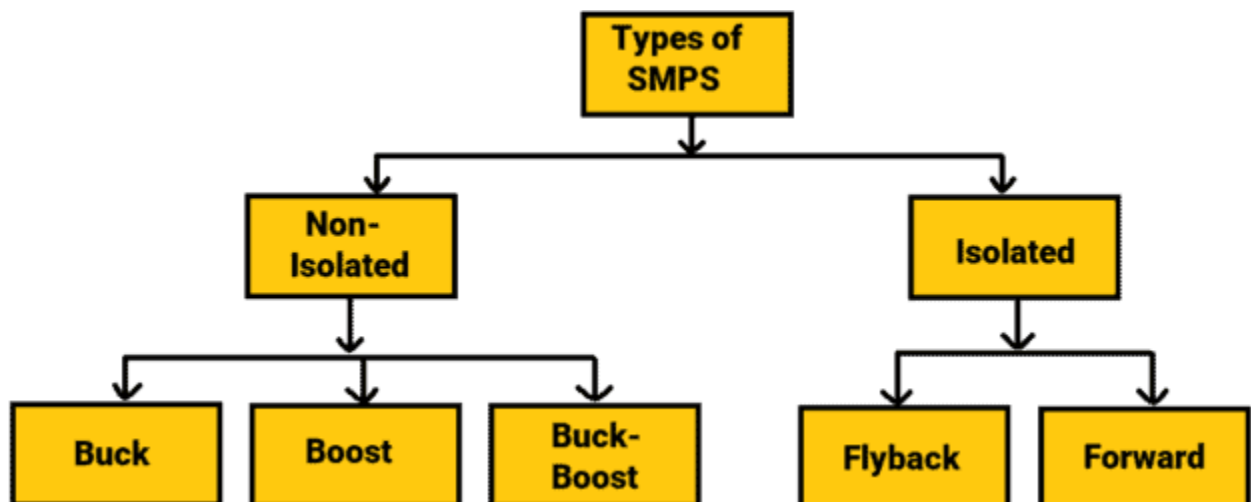 Types of
SMPS
Non-
Isolated
Isolated
Buck
Boost
Buck-
Boost
Flyback
Forward